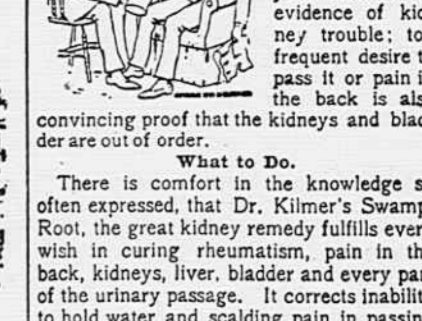 evidence of kid
ney trouble; to
frequent desire t
pass it or pain i
the back is als
convincing proof that the kidneys and blad
der are out of order.
What to Do.
There is comfort in the knowledge s
often expressed, that Dr. Kilmer's Swamp
Root, the great kidney remedy fulfills ever
wish in curing rheumatism, pain in th
back, kidneys, liver, bladder and every par
of the urinary passage. It corrects inabilit
to hold water and scalding pain in passin